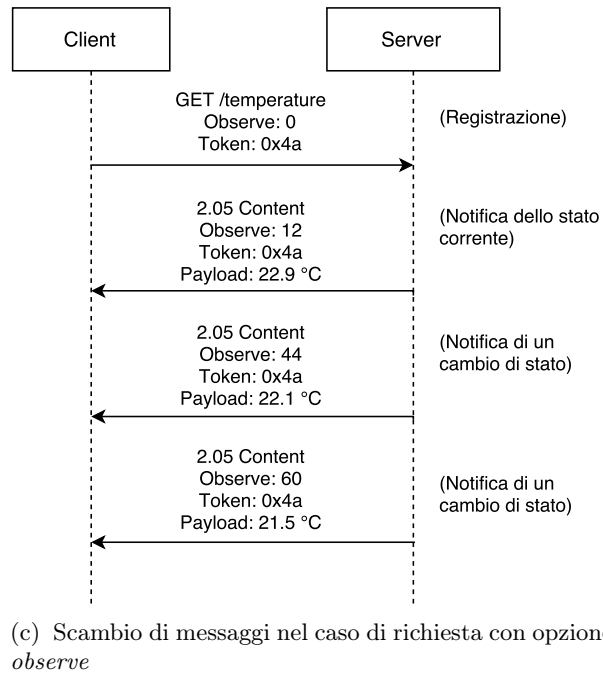 Client
Server
GET /temperature
Observe: 0
Token: 0x4a
(Registrazione)
2.05 Content
Observe: 12
Token: 0x4a
Payload: 22.9 °C
(Notifica dello stato
corrente)
2.05 Content
Observe: 44
Token: 0x4a
Payload: 22.1 °C
(Notifica di un
cambio di stato)
2.05 Content
Observe: 60
Token: 0x4a
Payload: 21.5 °C
(Notifica di un
cambio di stato)
(c) Scambio di messaggi nel caso di richiesta con opzione
observe